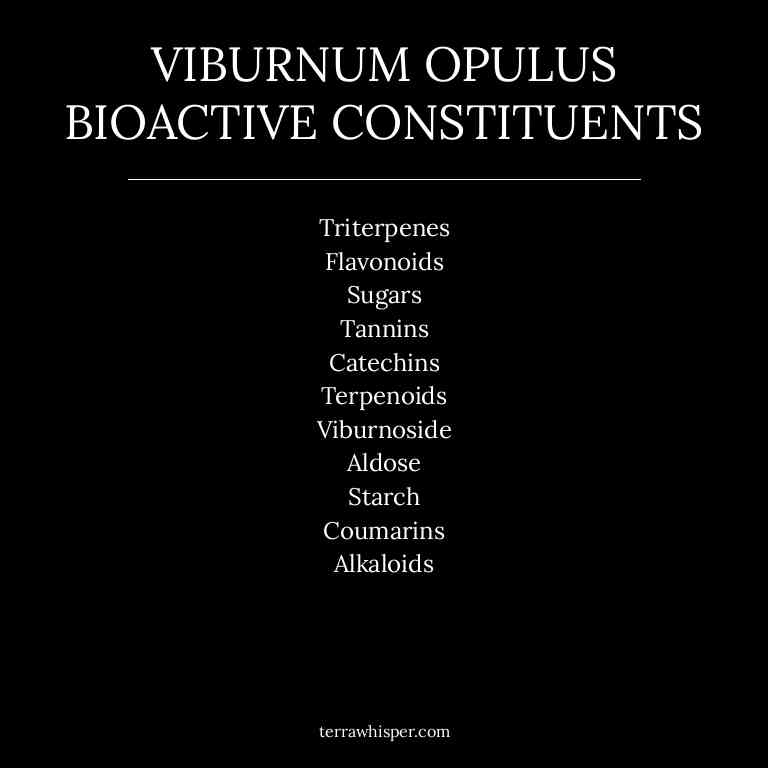 VIBURNUM OPULUS
BIOACTIVE CONSTITUENTS
Triterpenes
Flavonoids
Sugars
Tannins
Catechins
Terpenoids
Viburnoside
Aldose
Starch
Coumarins
Alkaloids
terrawhisper.com